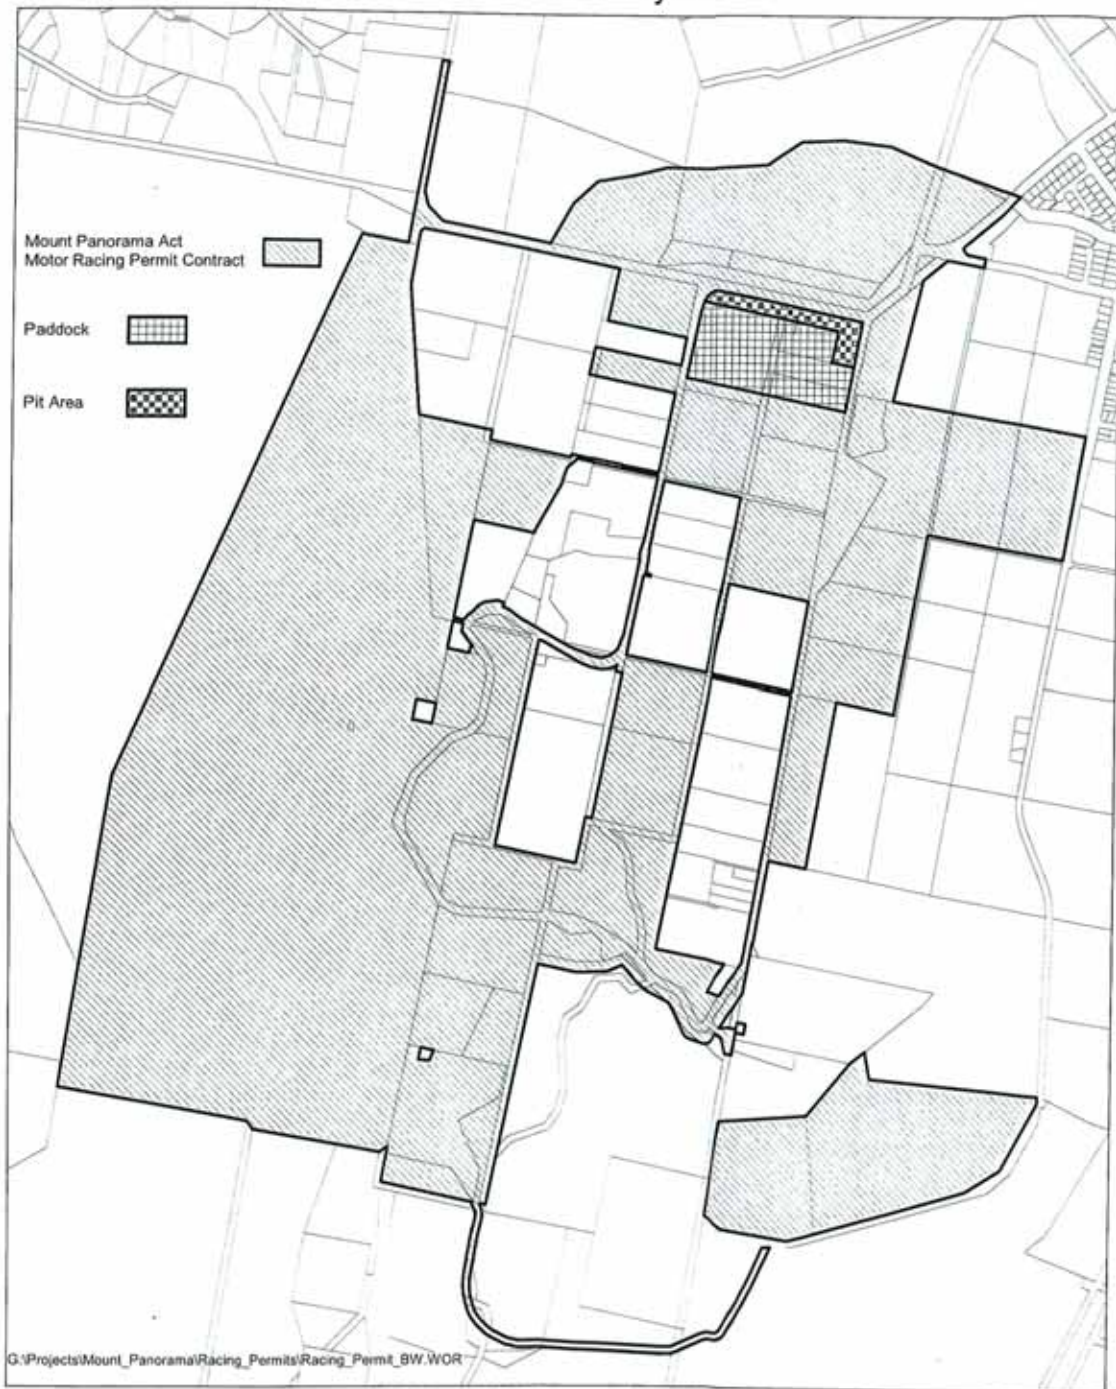 Mount Panorama Act
Motor Racing Permit Contract
Paddock
Pit Area
G:\Projects\Mount_Panorama\Racing_Permits\Racing_Permit_BW.WOR